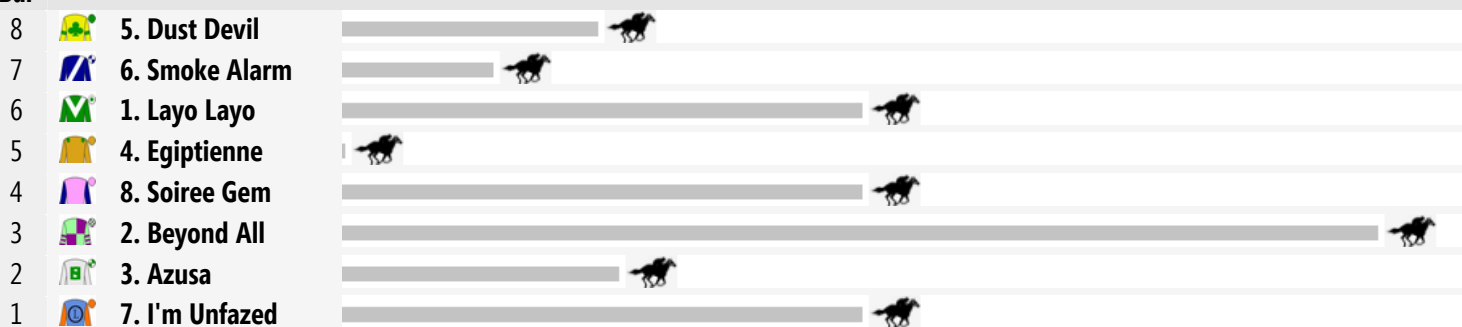 8 5. Dust Devil
7 6. Smoke Alarm
6 1. Layo Layo
5 4. Egiptienne
4 8. Soiree Gem
3 2. Beyond All
2 3. Azusa
1 7. I'm Unfazed